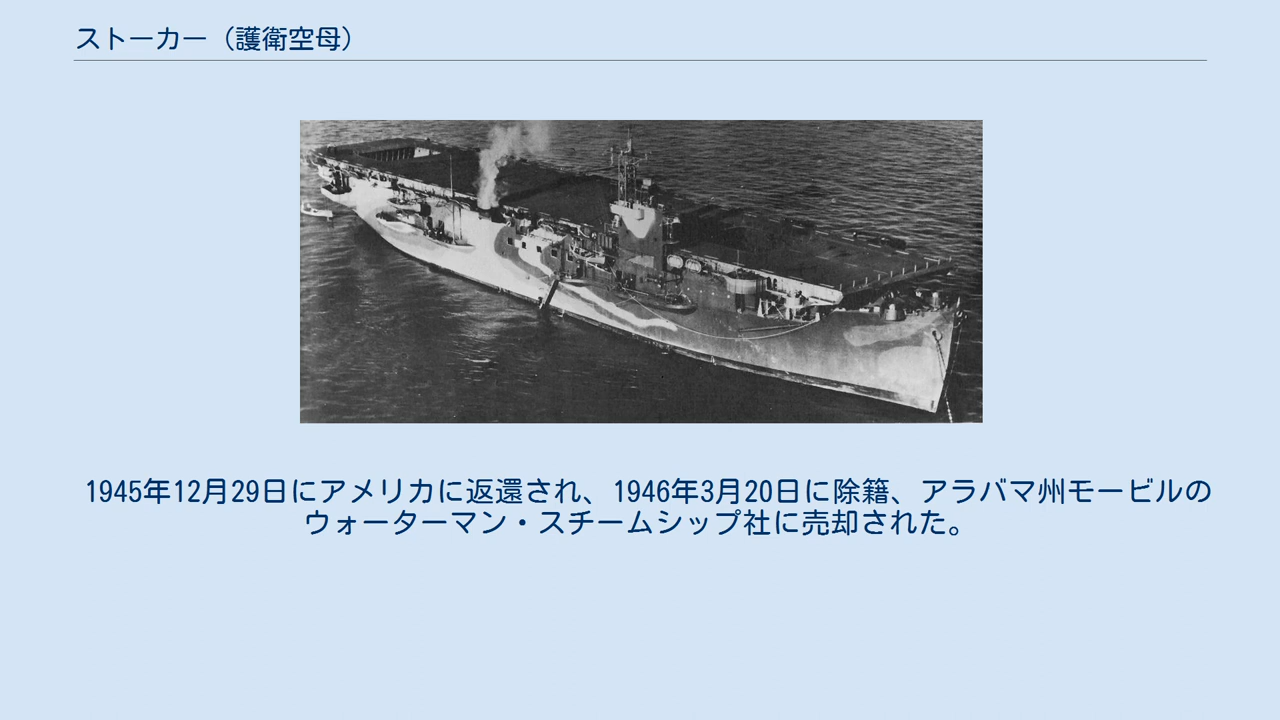 ストーカー（護衛空母）
1945年12月29日にアメリカに返還され、1946年3月20日に除籍、アラバマ州モービルの
ウォーターマン・スチームシップ社に売却された。